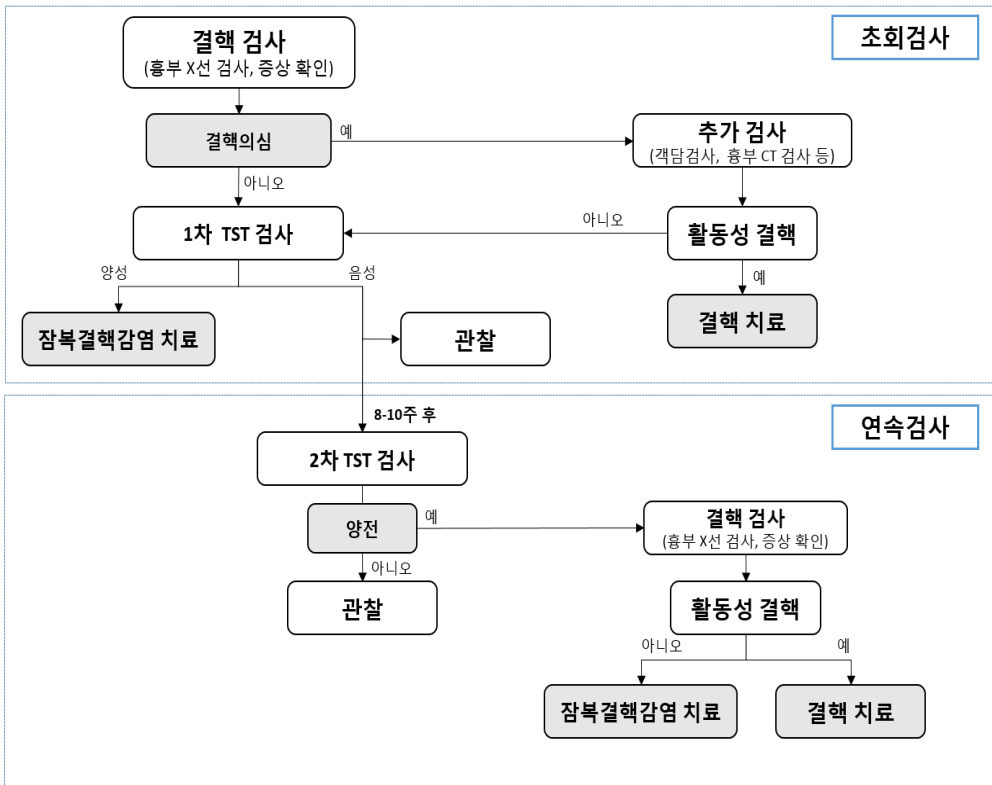 초회검사
결핵 검사
(흉부 X선 검사, 증상 확인)
결핵의심
예
추가 검사
(객담검사, 흉부 CT 검사 등)
아니오
1차 TST 검사
아니오
활동성 결핵
양성
음성
예
잠복결핵감염 치료
관찰
결핵 치료
8-10주 후
연속검사
2차 TST 검사
양전
예
결핵 검사
(흉부 X선 검사, 증상 확인)
아니오
관찰
활동성 결핵
아니오
예
잠복결핵감염 치료
결핵 치료